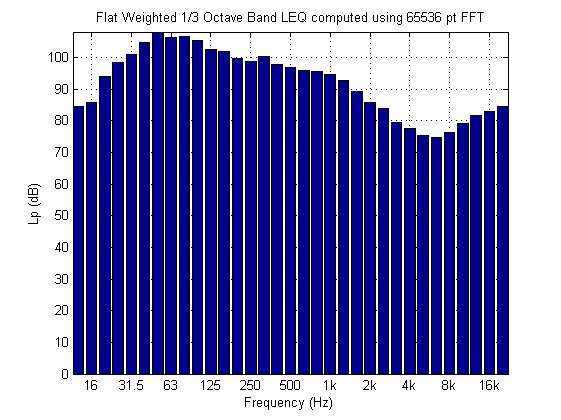 Flat Weighted 1/3 Octave Band LEQ computed using 65536 pt FFT
100
90
80
70
60
50
40
30
20
10
0
Lp (dB)
16 31.5 63 125 250 500 1k 2k 4k 8k 16k
Frequency (Hz)